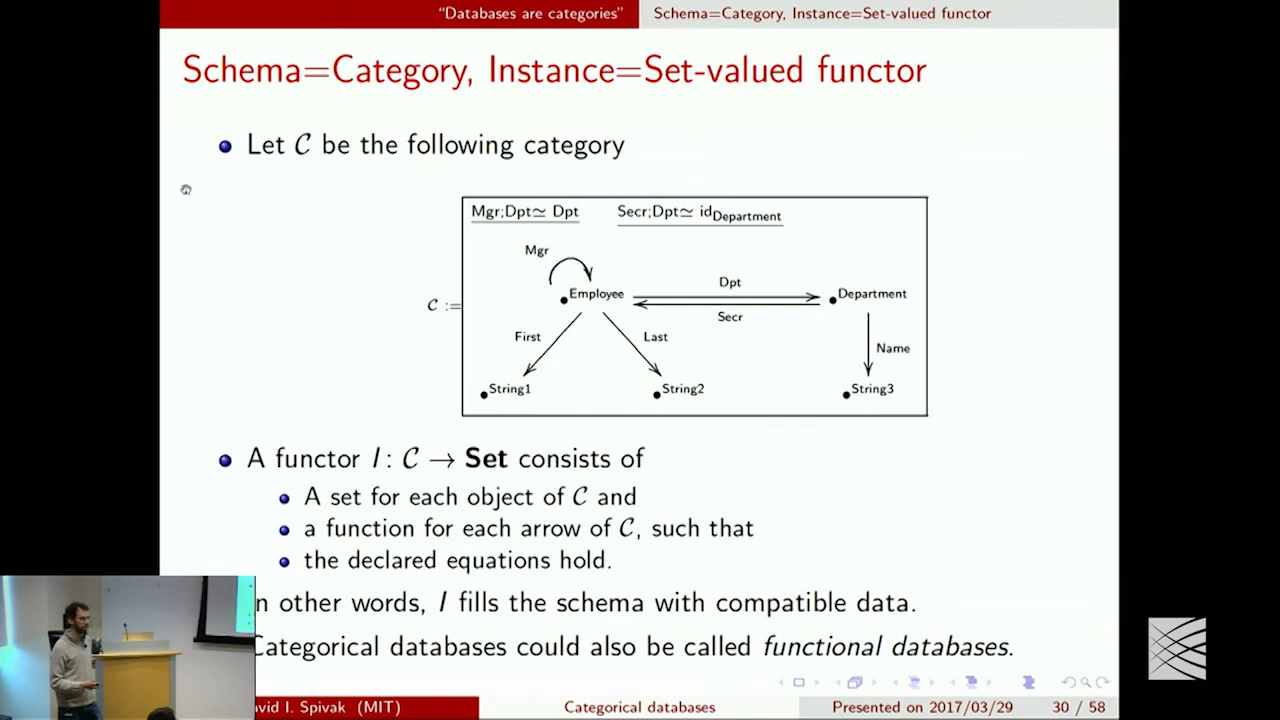 "Databases are categories" Schema=Category, Instance=Set-valued functor
Schema=Category, Instance=Set-valued functor
Let C be the following category
Mgr;Dpt≃ Dpt Secr;Dpt≃ id_Department
Mgr
C :=
Employee
Dpt
Department
Secr
First
Last
Name
String1
String2
String3
A functor I : C → Set consists of
A set for each object of C and
a function for each arrow of C, such that
the declared equations hold.
n other words, I fills the schema with compatible data.
Categorical databases could also be called functional databases.
avid I. Spivak (MIT) Categorical databases Presented on 2017/03/29 30 / 58